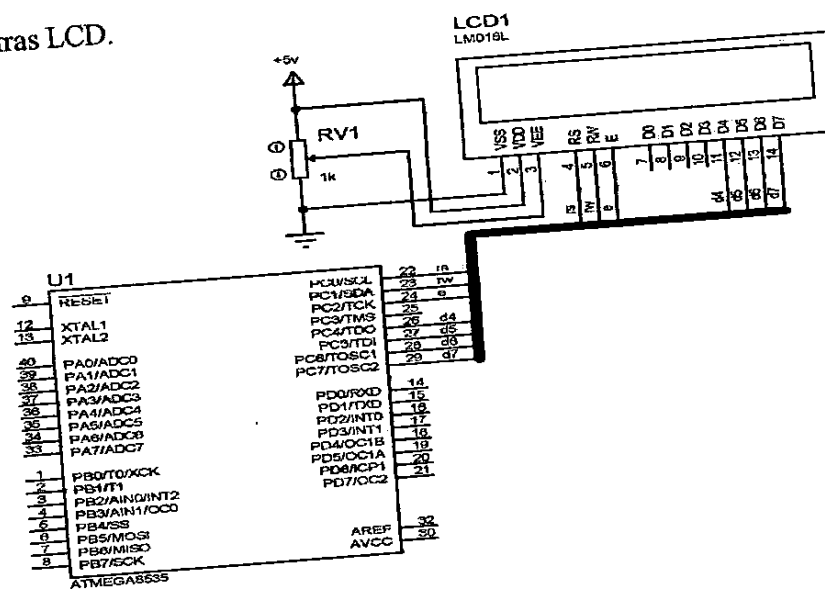 ras LCD.
LCD1
LM016L
+5v
RV1
1k
VSS
VDD
VEE
RS
RW
E
D0
D1
D2
D3
D4
D5
D6
D7
1
2
3
4
5
6
7
8
9
10
11
12
13
14
rs
rw
e
d4
d5
d6
d7
U1
9 RESET
12 XTAL1
13 XTAL2
40 PA0/ADC0
39 PA1/ADC1
38 PA2/ADC2
37 PA3/ADC3
36 PA4/ADC4
35 PA5/ADC5
34 PA6/ADC6
33 PA7/ADC7
1 PB0/T0/XCK
2 PB1/T1
3 PB2/AIN0/INT2
4 PB3/AIN1/OC0
5 PB4/SS
6 PB5/MOSI
7 PB6/MISO
8 PB7/SCK
PC0/SCL 22 rs
PC1/SDA 23 rw
PC2/TCK 24 e
PC3/TMS 25
PC4/TDO 26 d4
PC5/TDI 27 d5
PC6/TOSC1 28 d6
PC7/TOSC2 29 d7
PD0/RXD 14
PD1/TXD 15
PD2/INT0 16
PD3/INT1 17
PD4/OC1B 18
PD5/OC1A 19
PD6/ICP1 20
PD7/OC2 21
AREF 32
AVCC 30
ATMEGA8535